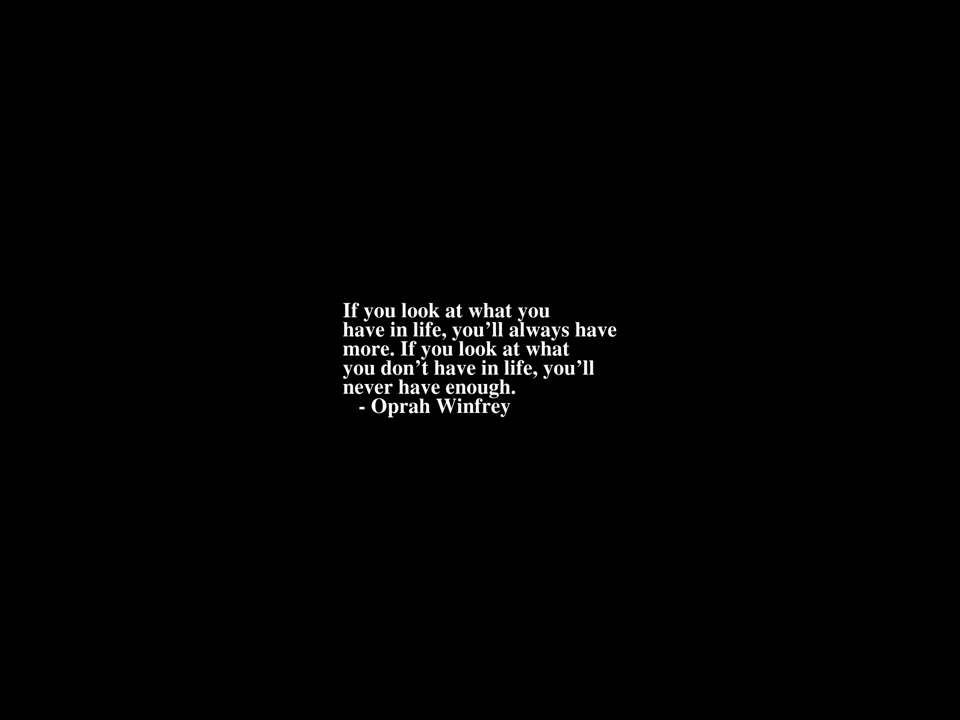 If you look at what you
have in life, you’ll always have
more. If you look at what
you don’t have in life, you’ll
never have enough.
- Oprah Winfrey